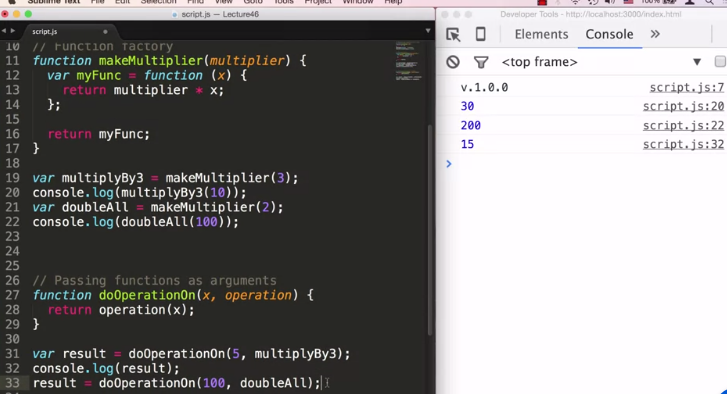 Sublime Text File Edit Selection Find View Goto Tools Project Window Help
script.js — Lecture46
script.js
10 // Function factory
11 function makeMultiplier(multiplier) {
12 var myFunc = function (x) {
13 return multiplier * x;
14 };
15
16 return myFunc;
17 }
18
19 var multiplyBy3 = makeMultiplier(3);
20 console.log(multiplyBy3(10));
21 var doubleAll = makeMultiplier(2);
22 console.log(doubleAll(100));
23
24
25
26 // Passing functions as arguments
27 function doOperationOn(x, operation) {
28 return operation(x);
29 }
30
31 var result = doOperationOn(5, multiplyBy3);
32 console.log(result);
33 result = doOperationOn(100, doubleAll);
100%
Developer Tools - http://localhost:3000/index.html
Elements Console »
<top frame>
v.1.0.0 script.js:7
30 script.js:20
200 script.js:22
15 script.js:32